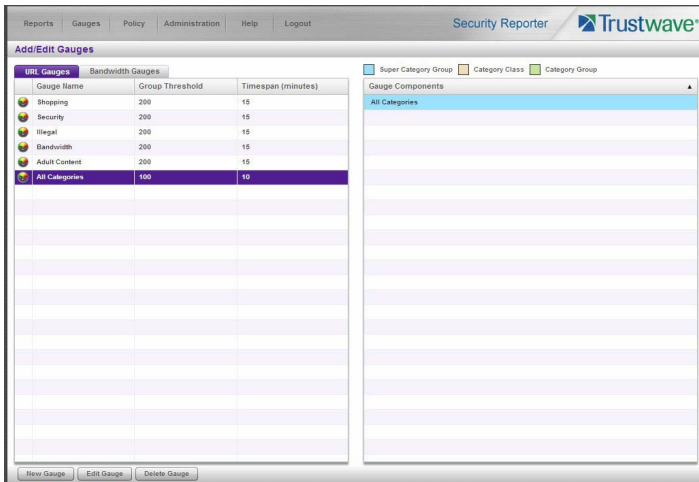 Reports Gauges Policy Administration Help Logout
Security Reporter Trustwave®
Add/Edit Gauges
URL Gauges Bandwidth Gauges
Super Category Group Category Class Category Group
Gauge Name Group Threshold Timespan (minutes)
Gauge Components
Shopping 200 15
All Categories
Security 200 15
Illegal 200 15
Bandwidth 200 15
Adult Content 200 15
All Categories 100 10
New Gauge Edit Gauge Delete Gauge